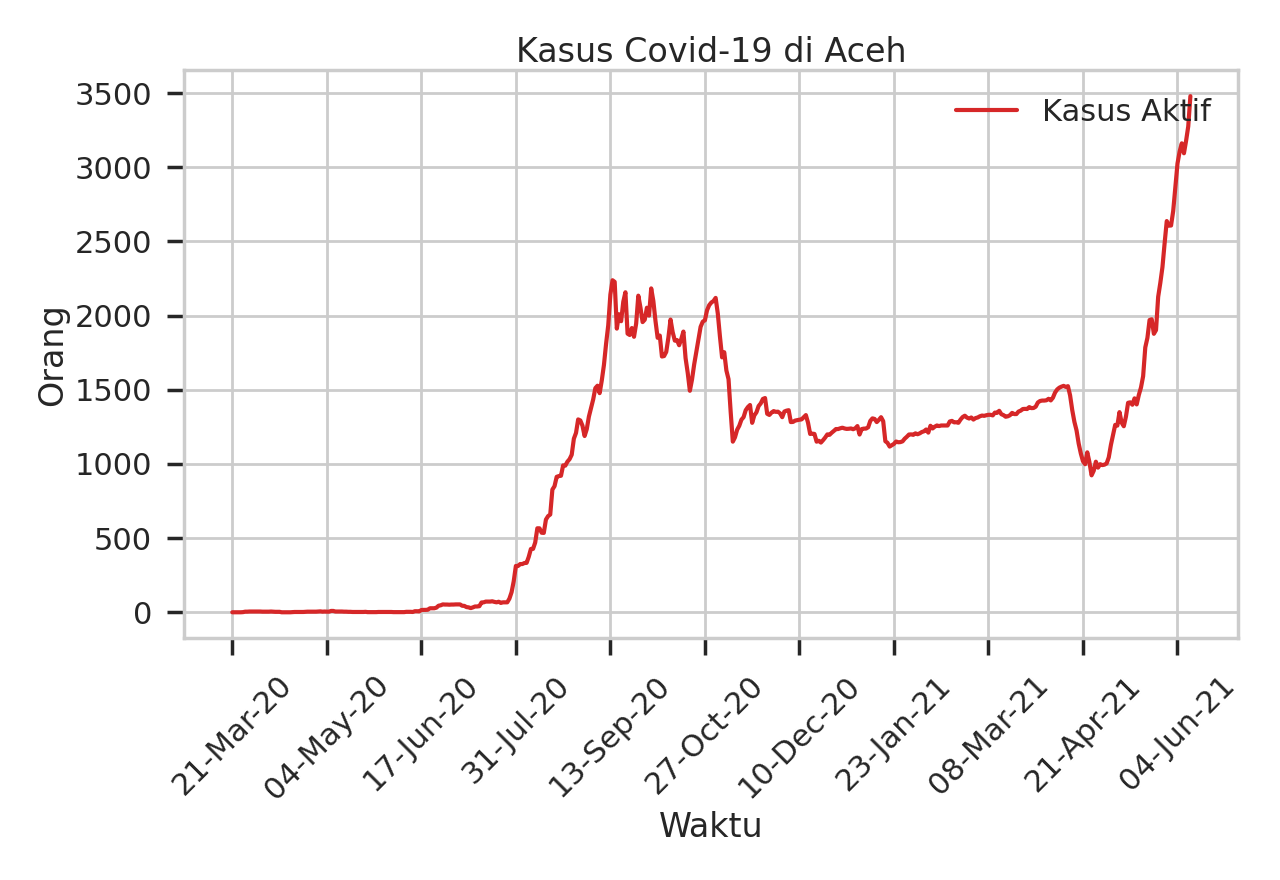 Kasus Covid-19 di Aceh
Kasus Aktif
3500
3000
2500
2000
1500
1000
500
0
Orang
21-Mar-20
04-May-20
17-Jun-20
31-Jul-20
13-Sep-20
27-Oct-20
10-Dec-20
23-Jan-21
08-Mar-21
21-Apr-21
04-Jun-21
Waktu